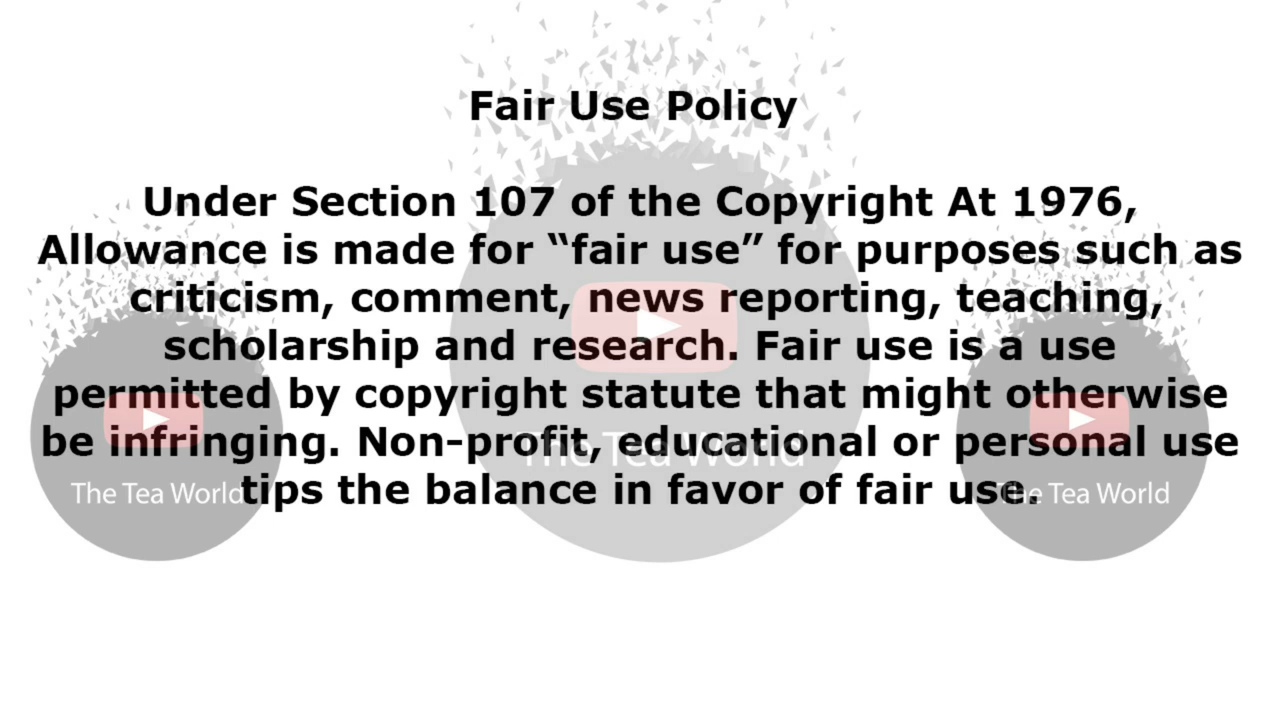 Fair Use Policy
Under Section 107 of the Copyright At 1976,
Allowance is made for “fair use” for purposes such as
criticism, comment, news reporting, teaching,
scholarship and research. Fair use is a use
permitted by copyright statute that might otherwise
be infringing. Non-profit, educational or personal use
tips the balance in favor of fair use.
The Tea World
The Tea World
The Tea World